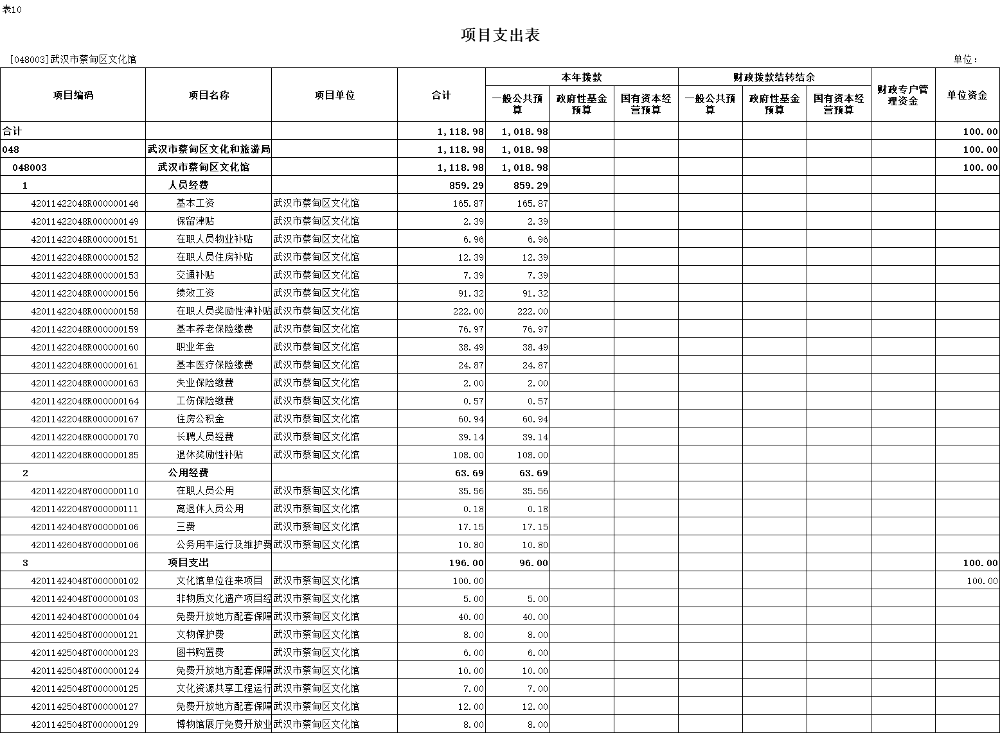 表10
项目支出表
[048003]武汉市蔡甸区文化馆 单位：
项目编码 项目名称 项目单位 合计 本年拨款 财政拨款结转结余 财政专户管理资金 单位资金
一般公共预算 政府性基金预算 国有资本经营预算 一般公共预算 政府性基金预算 国有资本经营预算
合计 1,118.98 1,018.98 100.00
048 武汉市蔡甸区文化和旅游局 1,118.98 1,018.98 100.00
048003 武汉市蔡甸区文化馆 1,118.98 1,018.98 100.00
1 人员经费 859.29 859.29
42011422048R000000146 基本工资 武汉市蔡甸区文化馆 165.87 165.87
42011422048R000000149 保留津贴 武汉市蔡甸区文化馆 2.39 2.39
42011422048R000000151 在职人员物业补贴 武汉市蔡甸区文化馆 6.96 6.96
42011422048R000000152 在职人员住房补贴 武汉市蔡甸区文化馆 12.39 12.39
42011422048R000000153 交通补贴 武汉市蔡甸区文化馆 7.39 7.39
42011422048R000000156 绩效工资 武汉市蔡甸区文化馆 91.32 91.32
42011422048R000000158 在职人员奖励性津补贴 武汉市蔡甸区文化馆 222.00 222.00
42011422048R000000159 基本养老保险缴费 武汉市蔡甸区文化馆 76.97 76.97
42011422048R000000160 职业年金 武汉市蔡甸区文化馆 38.49 38.49
42011422048R000000161 基本医疗保险缴费 武汉市蔡甸区文化馆 24.87 24.87
42011422048R000000163 失业保险缴费 武汉市蔡甸区文化馆 2.00 2.00
42011422048R000000164 工伤保险缴费 武汉市蔡甸区文化馆 0.57 0.57
42011422048R000000167 住房公积金 武汉市蔡甸区文化馆 60.94 60.94
42011422048R000000170 长聘人员经费 武汉市蔡甸区文化馆 39.14 39.14
42011422048R000000185 退休奖励性补贴 武汉市蔡甸区文化馆 108.00 108.00
2 公用经费 63.69 63.69
42011422048Y000000110 在职人员公用 武汉市蔡甸区文化馆 35.56 35.56
42011422048Y000000111 离退休人员公用 武汉市蔡甸区文化馆 0.18 0.18
42011424048Y000000106 三费 武汉市蔡甸区文化馆 17.15 17.15
42011426048Y000000106 公务用车运行及维护费 武汉市蔡甸区文化馆 10.80 10.80
3 项目支出 196.00 96.00 100.00
42011424048T000000102 文化馆单位往来项目 武汉市蔡甸区文化馆 100.00 100.00
42011424048T000000103 非物质文化遗产项目经 武汉市蔡甸区文化馆 5.00 5.00
42011424048T000000104 免费开放地方配套保障 武汉市蔡甸区文化馆 40.00 40.00
42011425048T000000121 文物保护费 武汉市蔡甸区文化馆 8.00 8.00
42011425048T000000123 图书购置费 武汉市蔡甸区文化馆 6.00 6.00
42011425048T000000124 免费开放地方配套保障 武汉市蔡甸区文化馆 10.00 10.00
42011425048T000000125 文化资源共享工程运行 武汉市蔡甸区文化馆 7.00 7.00
42011425048T000000127 免费开放地方配套保障 武汉市蔡甸区文化馆 12.00 12.00
42011425048T000000129 博物馆展厅免费开放业 武汉市蔡甸区文化馆 8.00 8.00